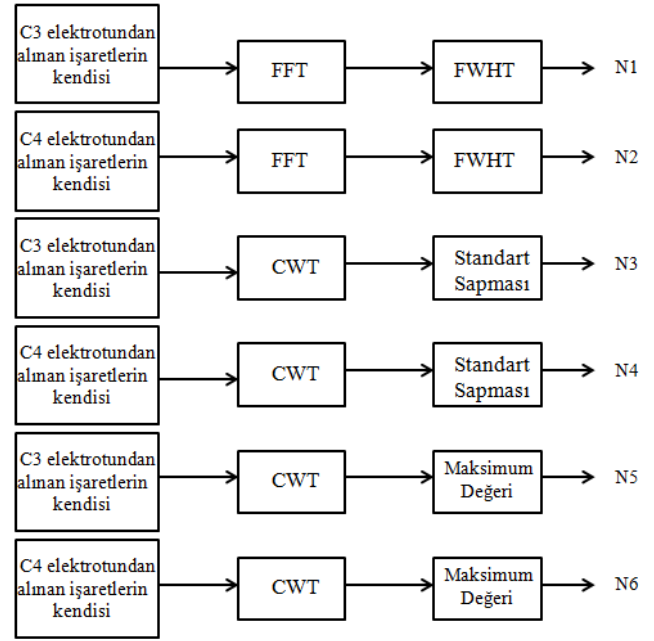 C3 elektrotundan
alınan işaretlerin
kendisi
FFT
FWHT
N1
C4 elektrotundan
alınan işaretlerin
kendisi
FFT
FWHT
N2
C3 elektrotundan
alınan işaretlerin
kendisi
CWT
Standart
Sapması
N3
C4 elektrotundan
alınan işaretlerin
kendisi
CWT
Standart
Sapması
N4
C3 elektrotundan
alınan işaretlerin
kendisi
CWT
Maksimum
Değeri
N5
C4 elektrotundan
alınan işaretlerin
kendisi
CWT
Maksimum
Değeri
N6